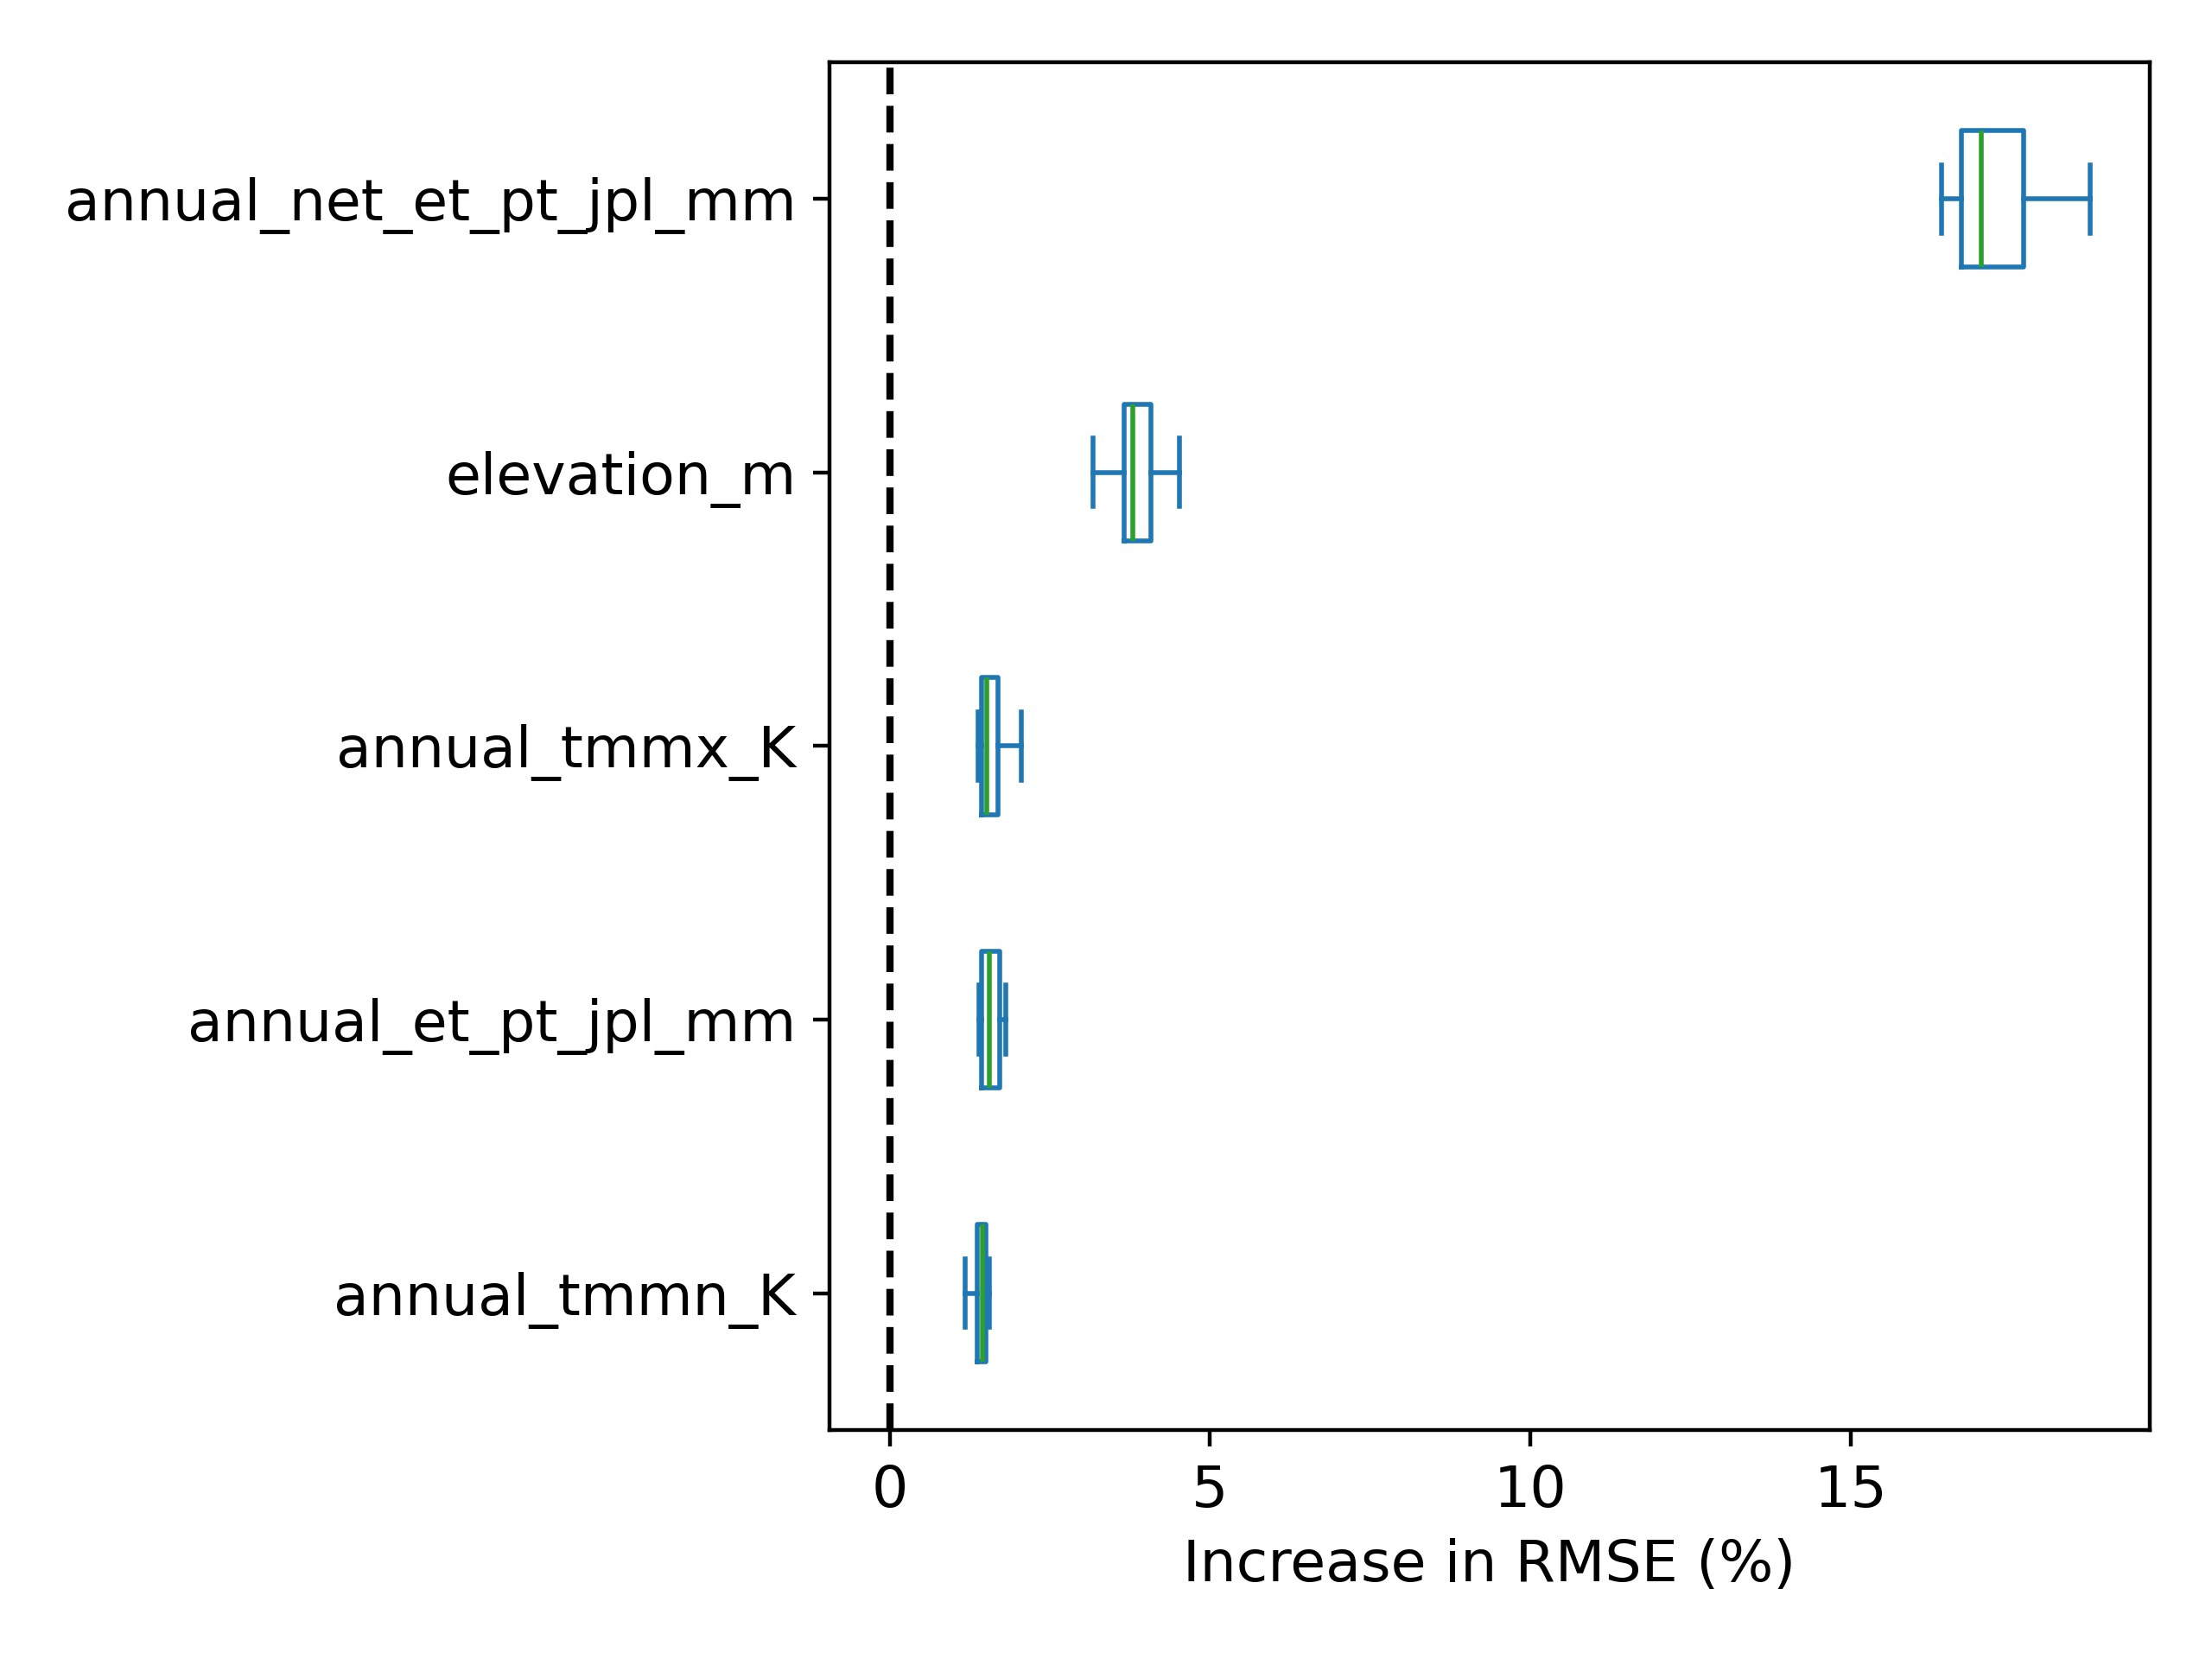 annual_net_et_pt_jpl_mm
elevation_m
annual_tmmx_K
annual_et_pt_jpl_mm
annual_tmmn_K
0 5 10 15
Increase in RMSE (%)